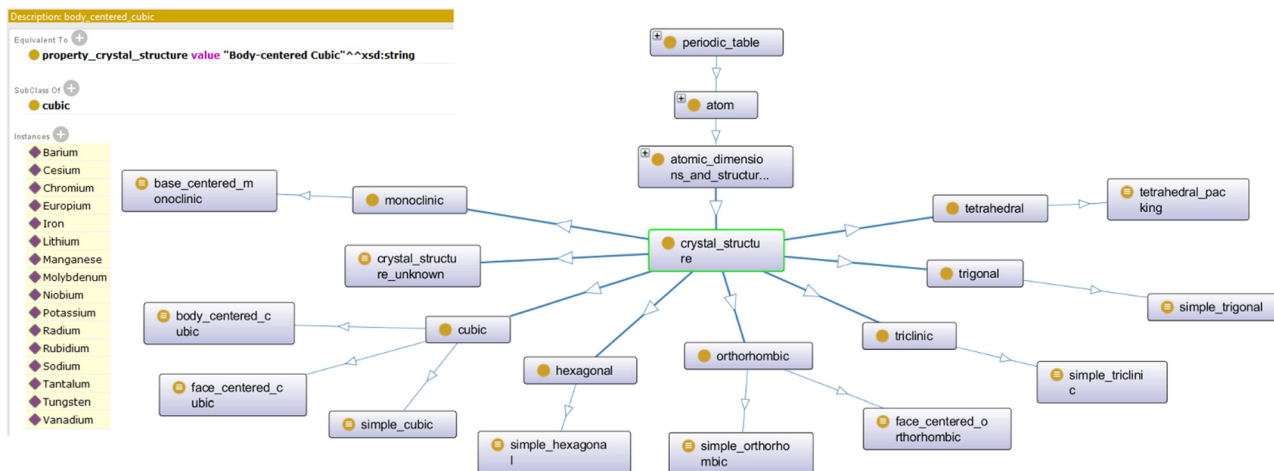 Description: body_centered_cubic
Equivalent To
property_crystal_structure value "Body-centered Cubic"^^xsd:string
SubClass Of
cubic
Instances
Barium
Cesium
Chromium
Europium
Iron
Lithium
Manganese
Molybdenum
Niobium
Potassium
Radium
Rubidium
Sodium
Tantalum
Tungsten
Vanadium
periodic_table
atom
atomic_dimensio
ns_and_structur...
base_centered_m
onoclinic
monoclinic
tetrahedral
tetrahedral_pac
king
crystal_structu
re
crystal_structu
re_unknown
trigonal
simple_trigonal
body_centered_c
ubic
cubic
triclinic
face_centered_c
ubic
hexagonal
orthorhombic
simple_triclini
c
simple_cubic
simple_hexagona
l
simple_orthorho
mbic
face_centered_o
rthorhombic